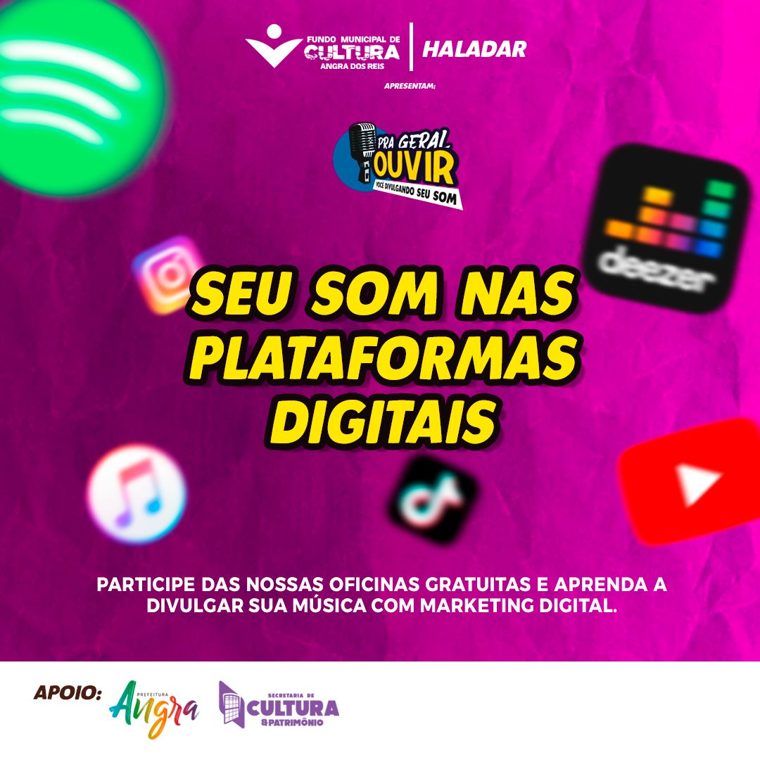 FUNDO MUNICIPAL DE
CULTURA
ANGRA DOS REIS
HALADAR
APRESENTAM:
PRA GERAL
OUVIR
VOCÊ DIVULGANDO SEU SOM
deezer
SEU SOM NAS
PLATAFORMAS
DIGITAIS
PARTICIPE DAS NOSSAS OFICINAS GRATUITAS E APRENDA A
DIVULGAR SUA MÚSICA COM MARKETING DIGITAL.
APOIO:
PREFEITURA
Angra
SECRETARIA DE
CULTURA
&PATRIMÔNIO